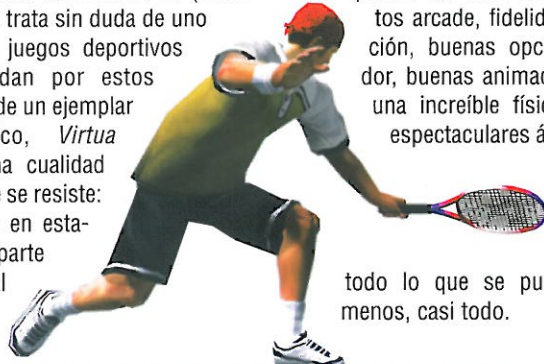 trata sin duda de uno
juegos deportivos
dan por estos
de un ejemplar
co, Virtua
na cualidad
e se resiste:
en esta-
parte
tos arcade, fidelid
ción, buenas opc
dor, buenas animac
una increíble físic
espectaculares á
todo lo que se pu
menos, casi todo.